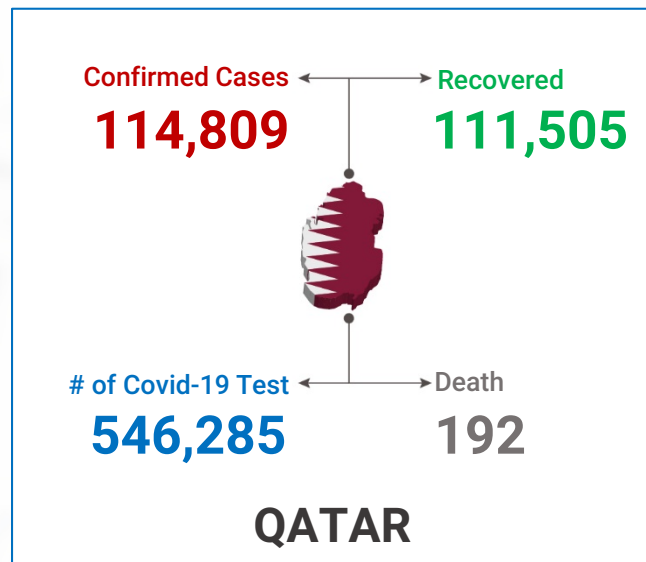 Confirmed Cases
114,809
Recovered
111,505
# of Covid-19 Test
546,285
Death
192
QATAR